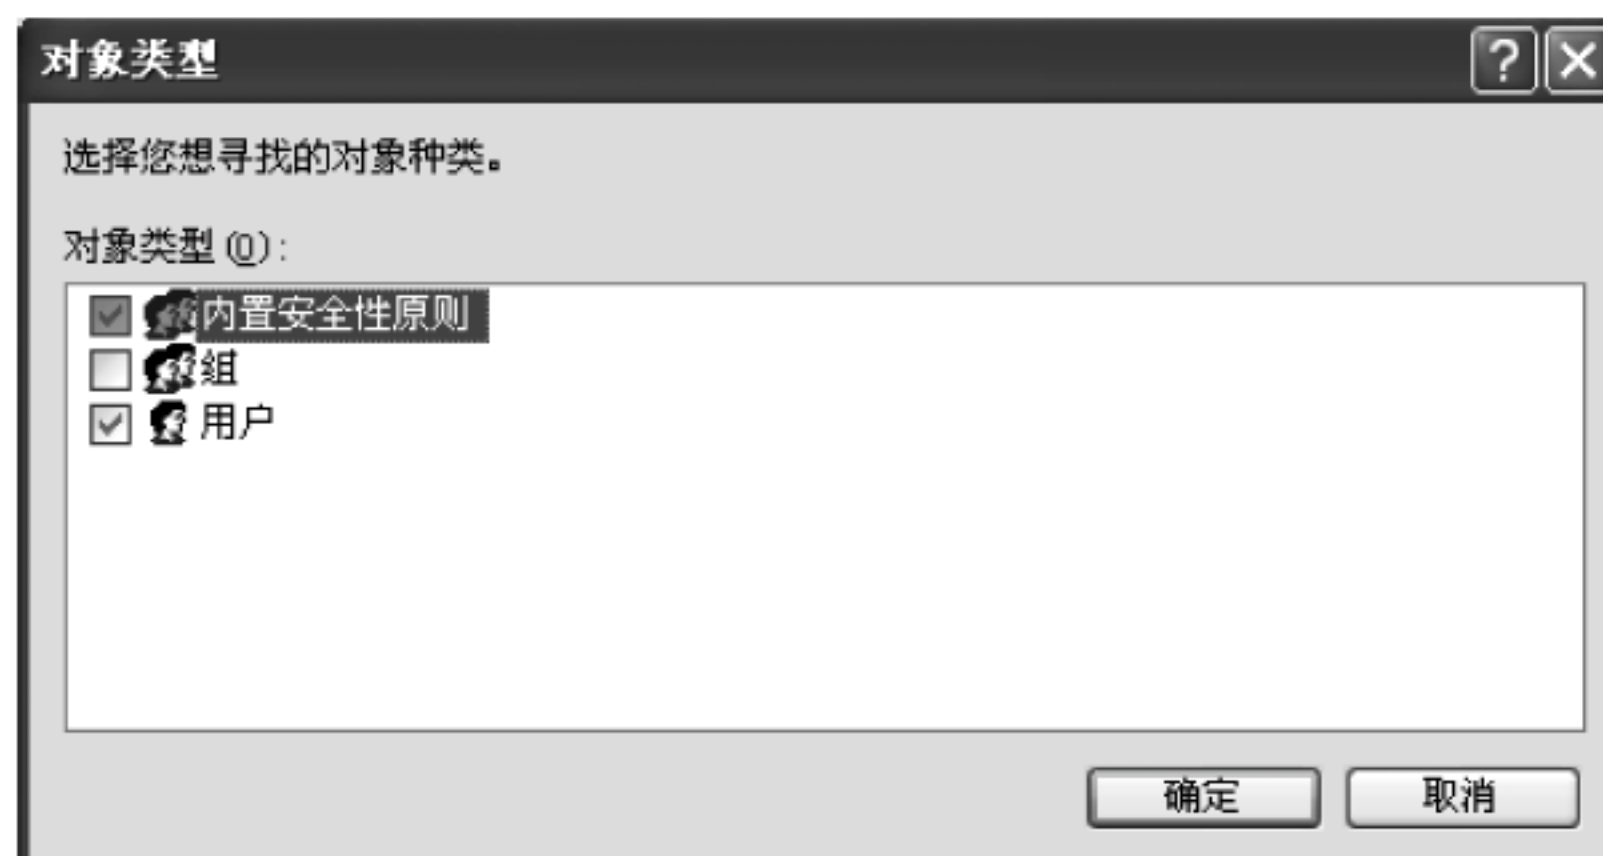 对象类型
选择您想寻找的对象种类。
对象类型(O):
内置安全性原则
组
用户
确定 取消